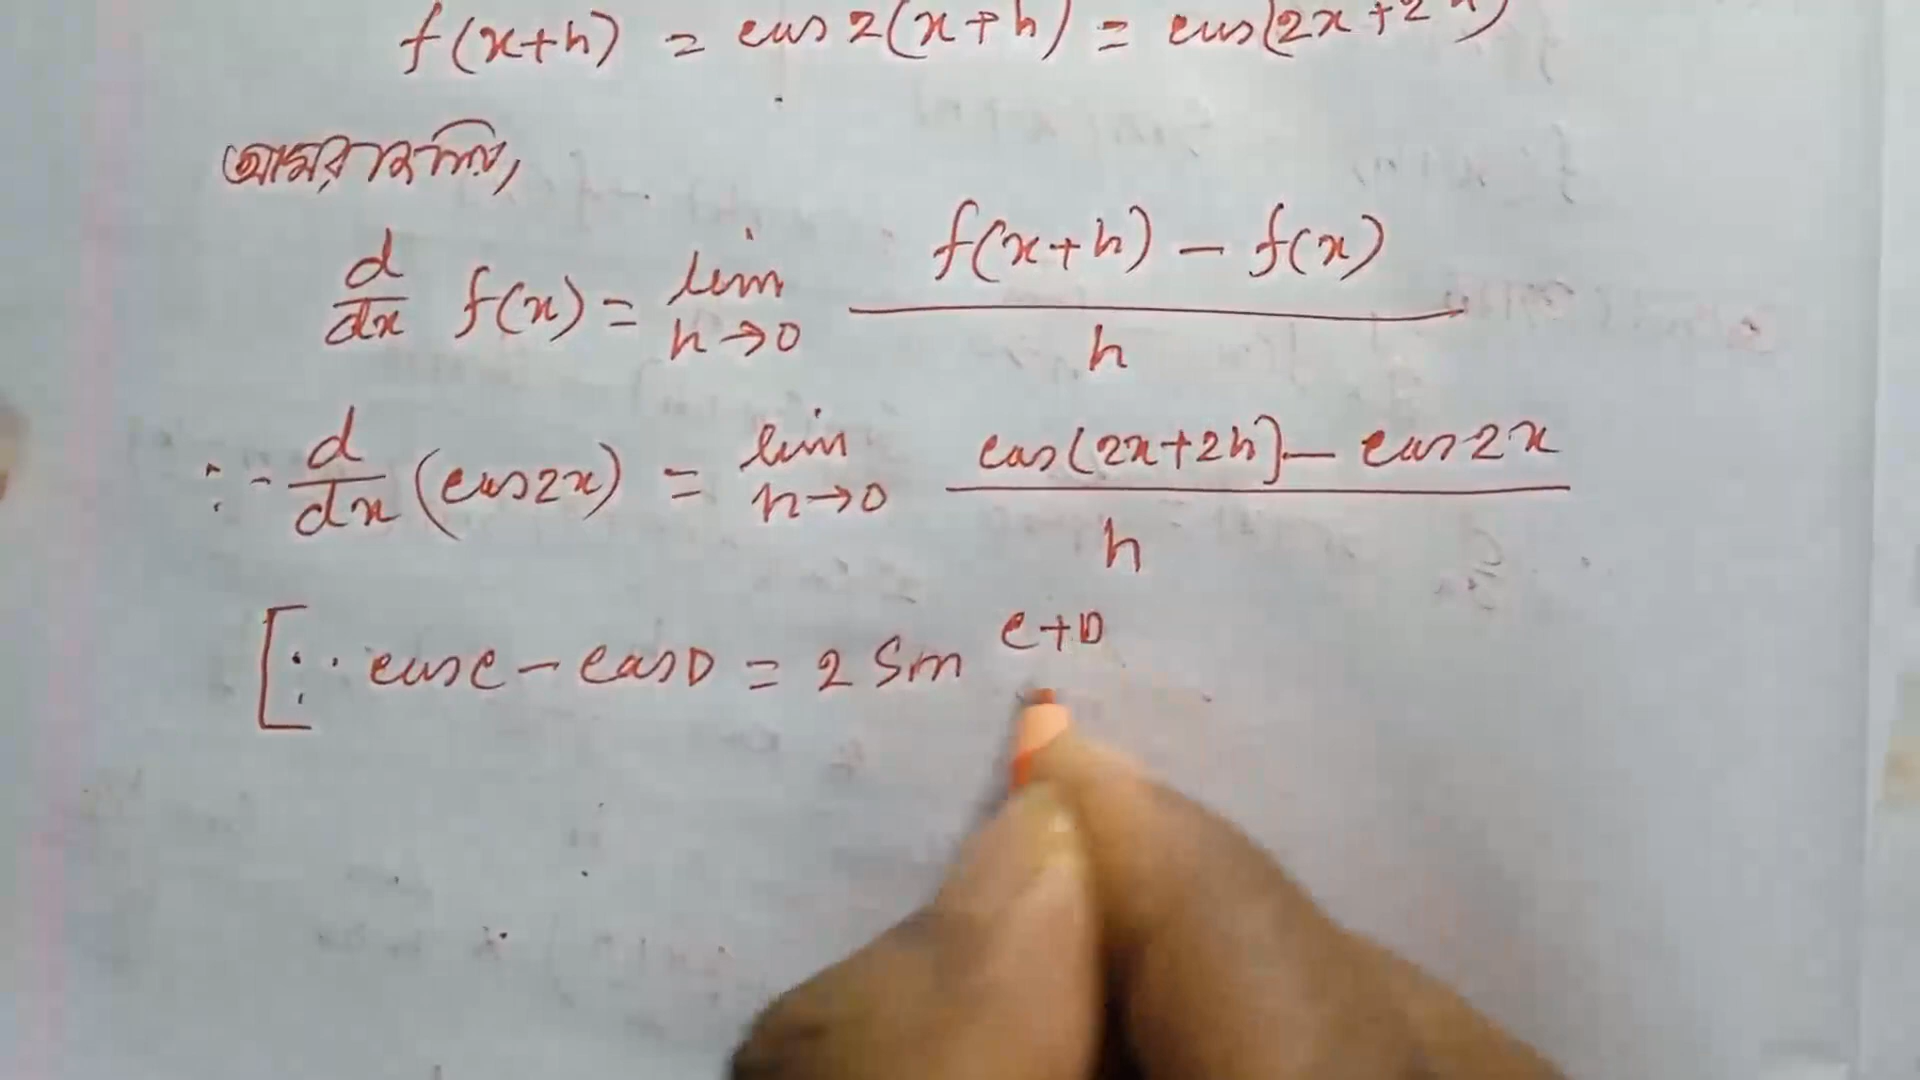 f(x+h) = cos 2(x+h) = cos(2x+2h)
আমরা জানি,
d/dx f(x) = lim h→0 f(x+h) − f(x) / h
∴ d/dx (cos2x) = lim h→0 cos(2x+2h) − cos2x / h
[∵ cosC − cosD = 2 Sin C+D